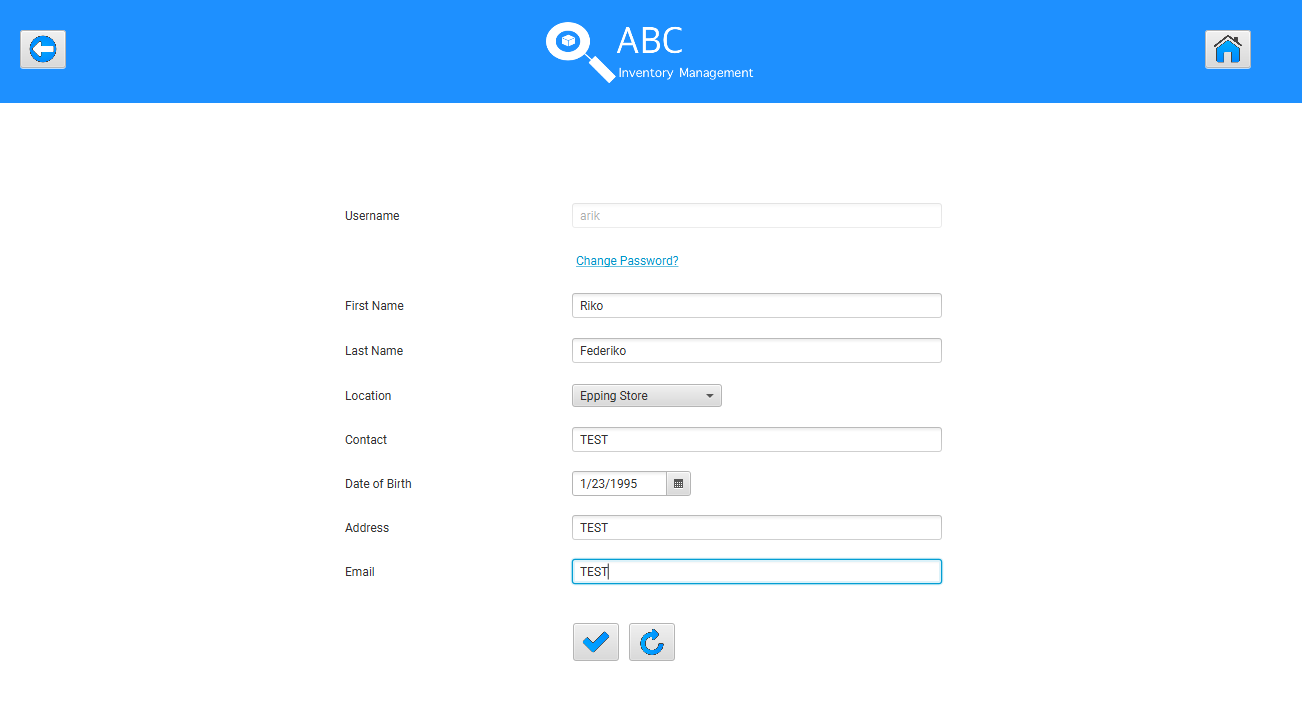 ABC
Inventory Management
Username arik
Change Password?
First Name Riko
Last Name Federiko
Location Epping Store
Contact TEST
Date of Birth 1/23/1995
Address TEST
Email TEST